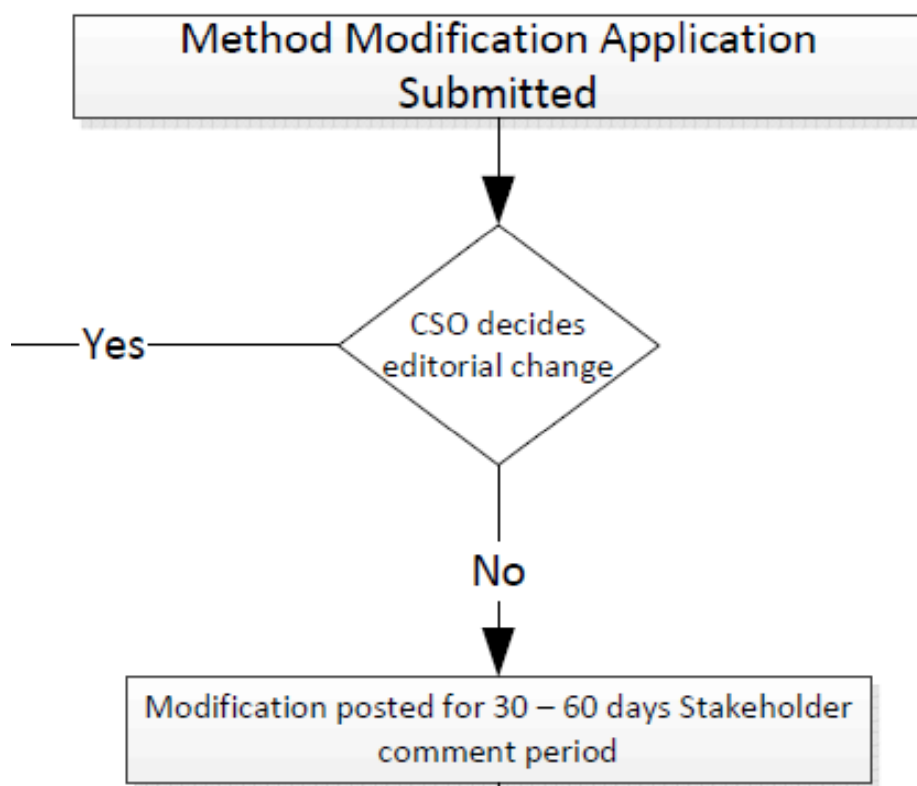 Method Modification Application
Submitted
CSO decides
editorial change
Yes
No
Modification posted for 30 – 60 days Stakeholder
comment period